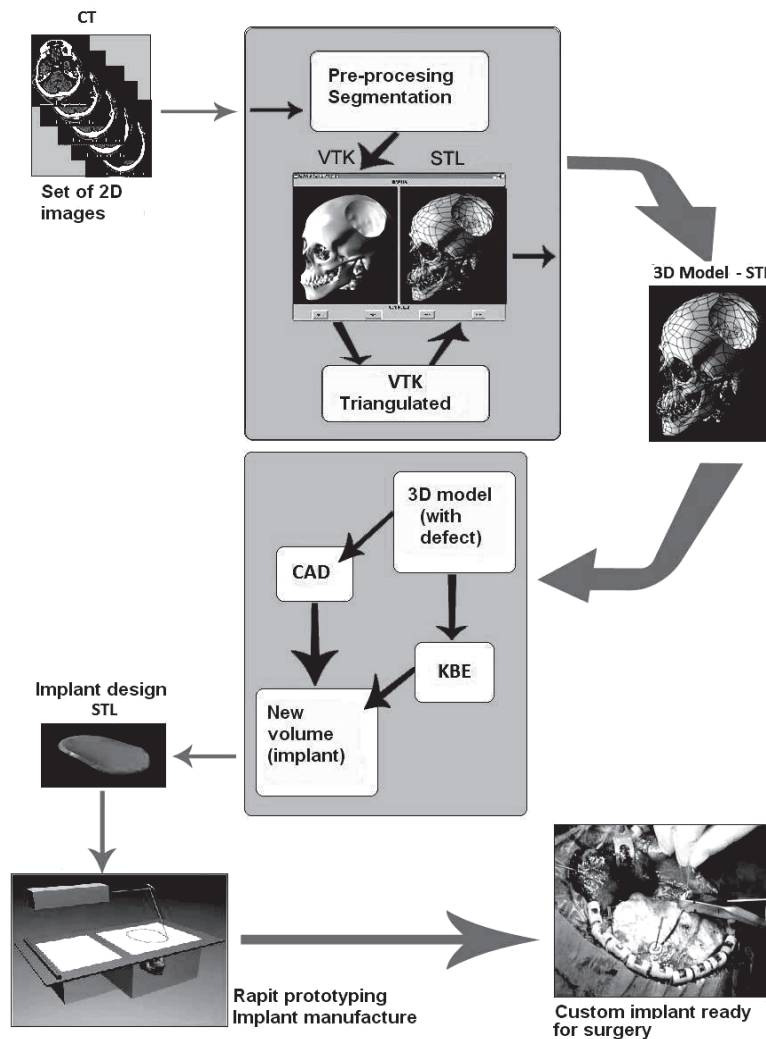 CT
Set of 2D
images
Pre-procesing
Segmentation
VTK
STL
VTK
Triangulated
3D Model - STL
3D model
(with
defect)
CAD
KBE
New
volume
(implant)
Implant design
STL
Rapit prototyping
Implant manufacture
Custom implant ready
for surgery